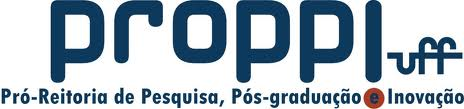 proppi uff
Pró-Reitoria de Pesquisa, Pós-graduação e Inovação